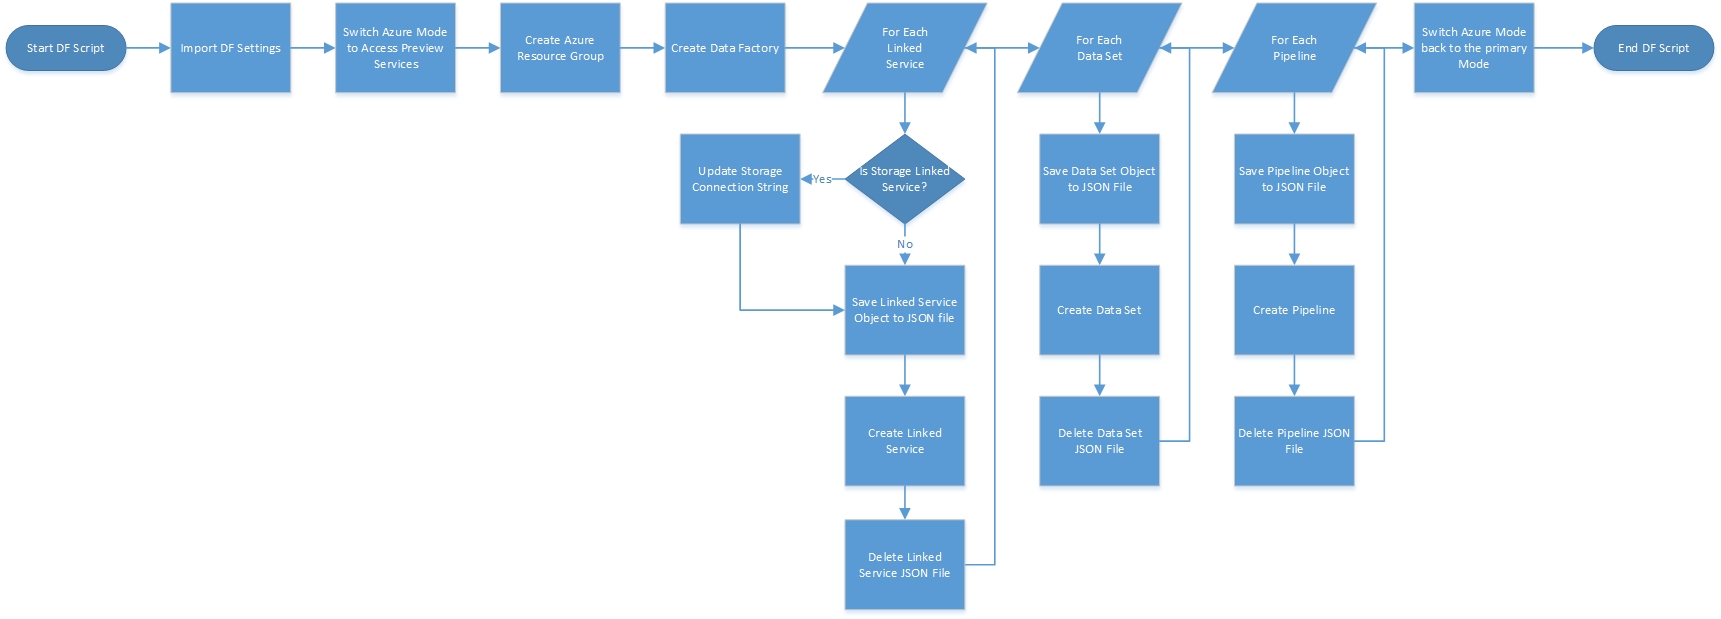 Start DF Script
Import DF Settings
Switch Azure Mode
to Access Preview
Services
Create Azure
Resource Group
Create Data Factory
For Each
Linked
Service
For Each
Data Set
For Each
Pipeline
Switch Azure Mode
back to the primary
Mode
End DF Script
Update Storage
Connection String
Yes
Is Storage Linked
Service?
No
Save Linked Service
Object to JSON file
Create Linked
Service
Delete Linked
Service JSON File
Save Data Set Object
to JSON File
Create Data Set
Delete Data Set
JSON File
Save Pipeline Object
to JSON File
Create Pipeline
Delete Pipeline JSON
File